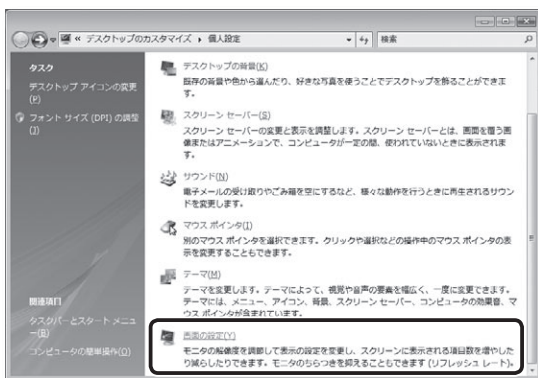 « デスクトップのカスタマイズ ▸ 個人設定
検索
タスク
デスクトップ アイコンの変更
(P)
フォント サイズ (DPI) の調整
(J)
関連項目
タスクバーとスタート メニュ
ー(B)
コンピュータの簡単操作(O)
デスクトップの背景(K)
既存の背景や色から選んだり、好きな写真を使うことでデスクトップを飾ることができま
す。
スクリーン セーバー(S)
スクリーン セーバーの変更と表示を調整します。スクリーン セーバーとは、画面を覆う画
像またはアニメーションで、コンピュータが一定の間、使われていないときに表示されま
す。
サウンド(N)
電子メールの受け取りやごみ箱を空にするなど、様々な動作を行うときに再生されるサウン
ドを変更します。
マウス ポインタ(I)
別のマウス ポインタを選択できます。クリックや選択などの操作中のマウス ポインタの表
示を変更することもできます。
テーマ(M)
テーマを変更します。テーマによって、視覚や音声の要素を幅広く、一度に変更できます。
テーマには、メニュー、アイコン、背景、スクリーン セーバー、コンピュータの効果音、マ
ウス ポインタが含まれています。
画面の設定(Y)
モニタの解像度を調節して表示の設定を変更し、スクリーンに表示される項目数を増やした
り減らしたりできます。モニタのちらつきを抑えることもできます (リフレッシュ レート)。